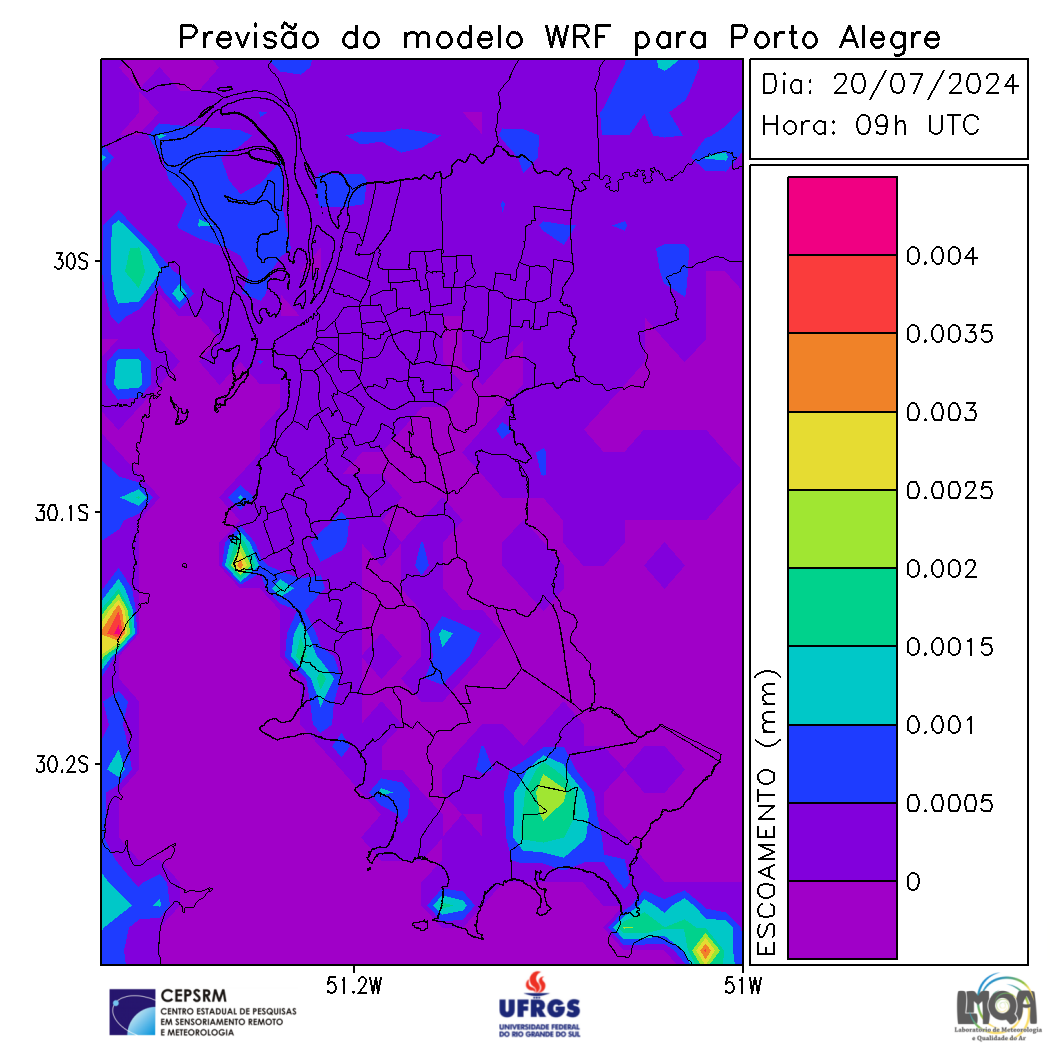 Previsão do modelo WRF para Porto Alegre
Dia: 20/07/2024
Hora: 09h UTC
30S
30.1S
30.2S
51.2W
51W
0.004
0.0035
0.003
0.0025
0.002
0.0015
0.001
0.0005
0
ESCOAMENTO (mm)
CEPSRM
CENTRO ESTADUAL DE PESQUISAS
EM SENSORIAMENTO REMOTO
E METEOROLOGIA
UFRGS
UNIVERSIDADE FEDERAL
DO RIO GRANDE DO SUL
LMQA
Laboratório de Meteorologia
e Qualidade do Ar